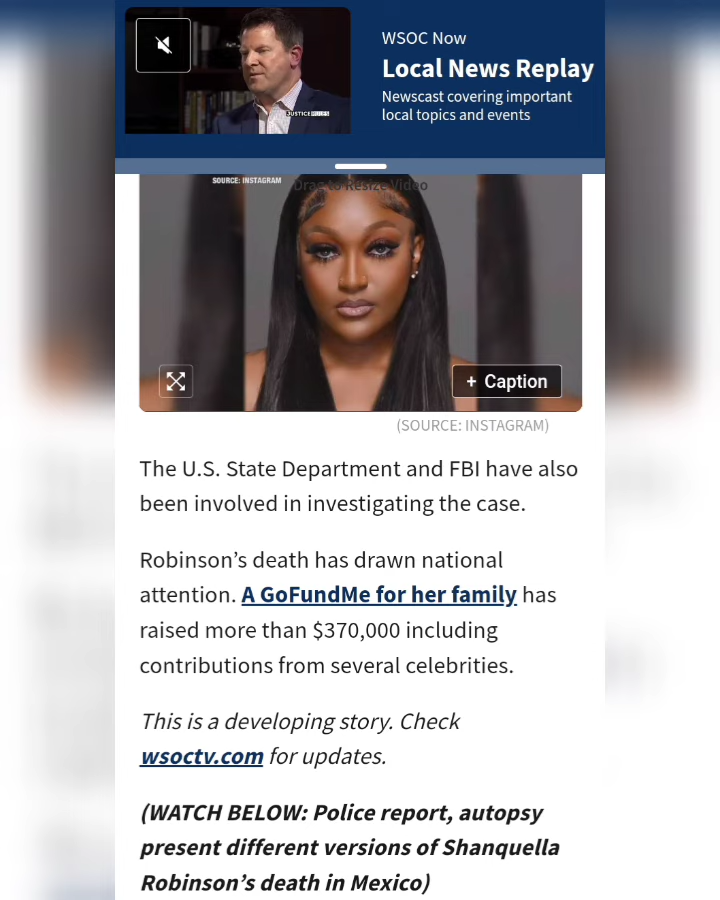 WSOC Now
Local News Replay
Newscast covering important
local topics and events
JUSTICE RULES
SOURCE: INSTAGRAM
Drag to Resize Video
+ Caption
(SOURCE: INSTAGRAM)
The U.S. State Department and FBI have also
been involved in investigating the case.
Robinson’s death has drawn national
attention. A GoFundMe for her family has
raised more than $370,000 including
contributions from several celebrities.
This is a developing story. Check
wsoctv.com for updates.
(WATCH BELOW: Police report, autopsy
present different versions of Shanquella
Robinson’s death in Mexico)